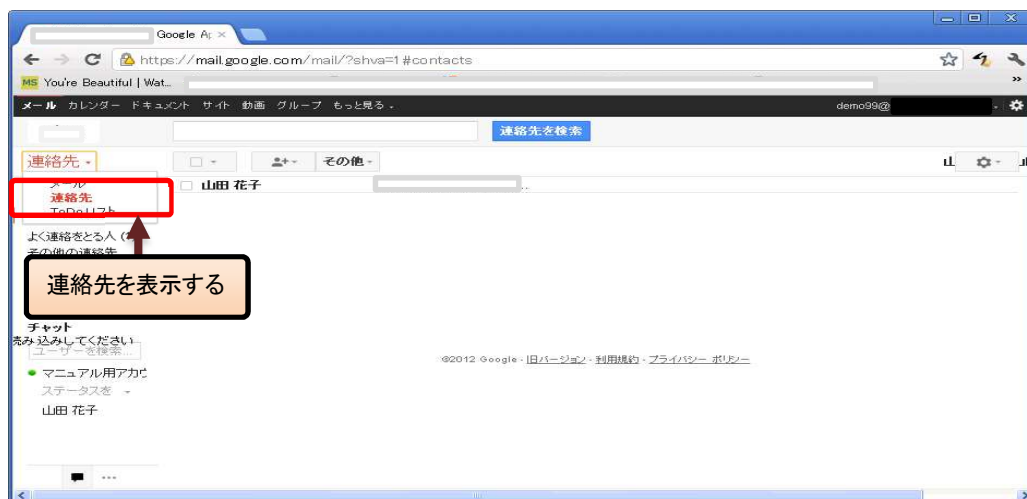 Google Ap
https://mail.google.com/mail/?shva=1#contacts
MS You're Beautiful | Wat...
メール カレンダー ドキュメント サイト 動画 グループ もっと見る
demo99@
連絡先を検索
連絡先
その他
メール
山田 花子
連絡先
ToDoリスト
よく連絡をとる人
その他の連絡先
連絡先を表示する
チャット
み込みしてください
ユーザーを検索...
©2012 Google - 旧バージョン - 利用規約 - プライバシー ポリシー
マニュアル用アカウ
ステータスを
山田 花子